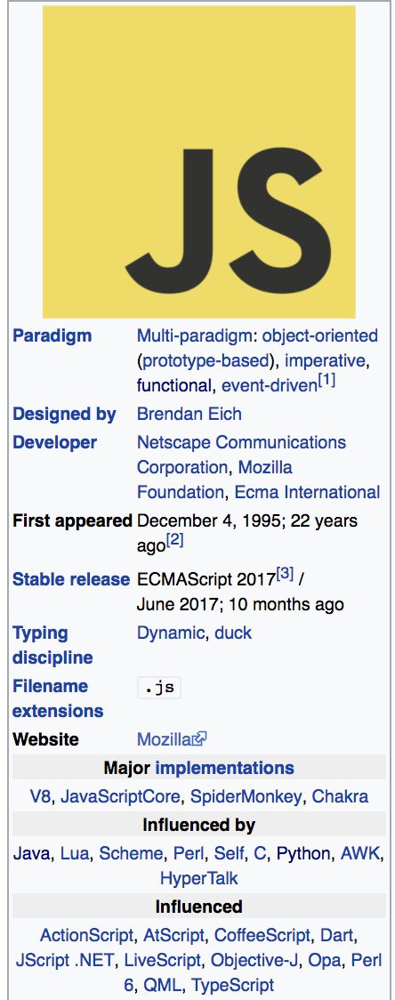 JS
Paradigm Multi-paradigm: object-oriented
(prototype-based), imperative,
functional, event-driven[1]
Designed by Brendan Eich
Developer Netscape Communications
Corporation, Mozilla
Foundation, Ecma International
First appeared December 4, 1995; 22 years
ago[2]
Stable release ECMAScript 2017[3] /
June 2017; 10 months ago
Typing Dynamic, duck
discipline
Filename .js
extensions
Website Mozilla
Major implementations
V8, JavaScriptCore, SpiderMonkey, Chakra
Influenced by
Java, Lua, Scheme, Perl, Self, C, Python, AWK,
HyperTalk
Influenced
ActionScript, AtScript, CoffeeScript, Dart,
JScript .NET, LiveScript, Objective-J, Opa, Perl
6, QML, TypeScript